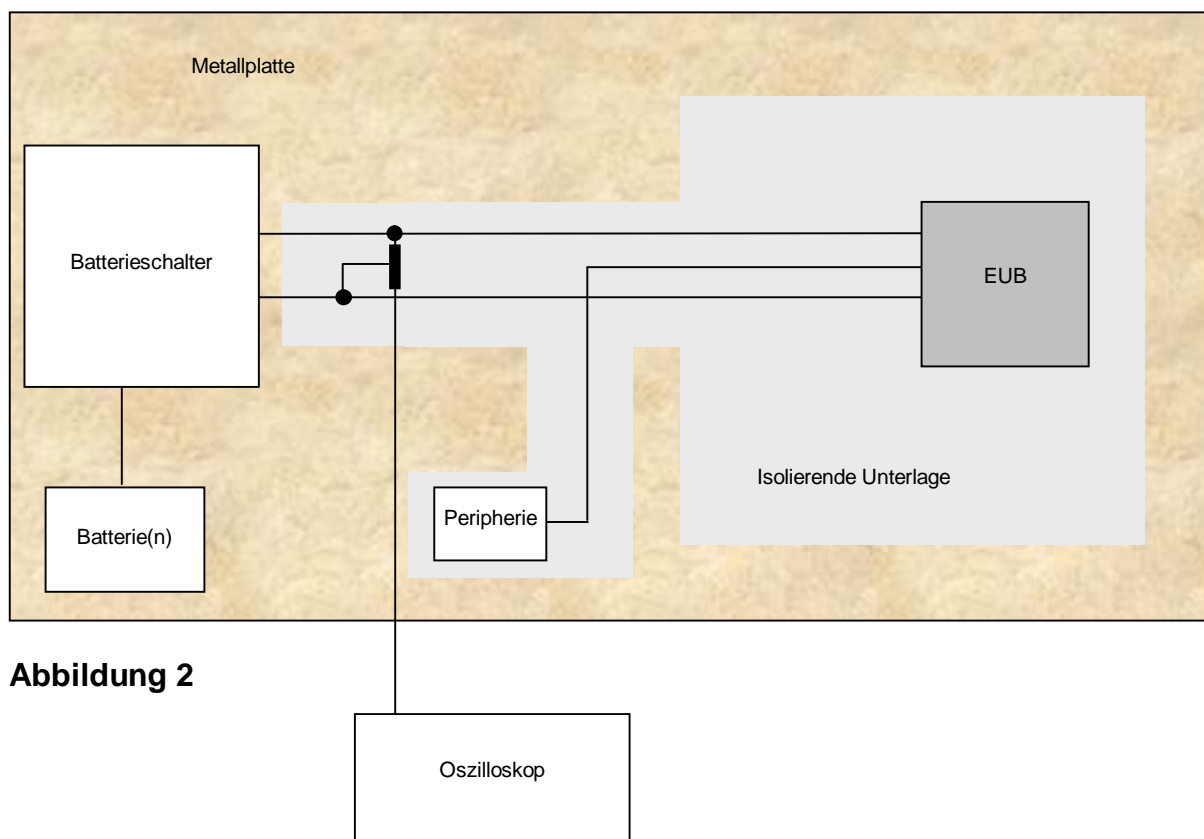 Metallplatte
Batterieschalter
EUB
Isolierende Unterlage
Peripherie
Batterie(n)
Abbildung 2
Oszilloskop